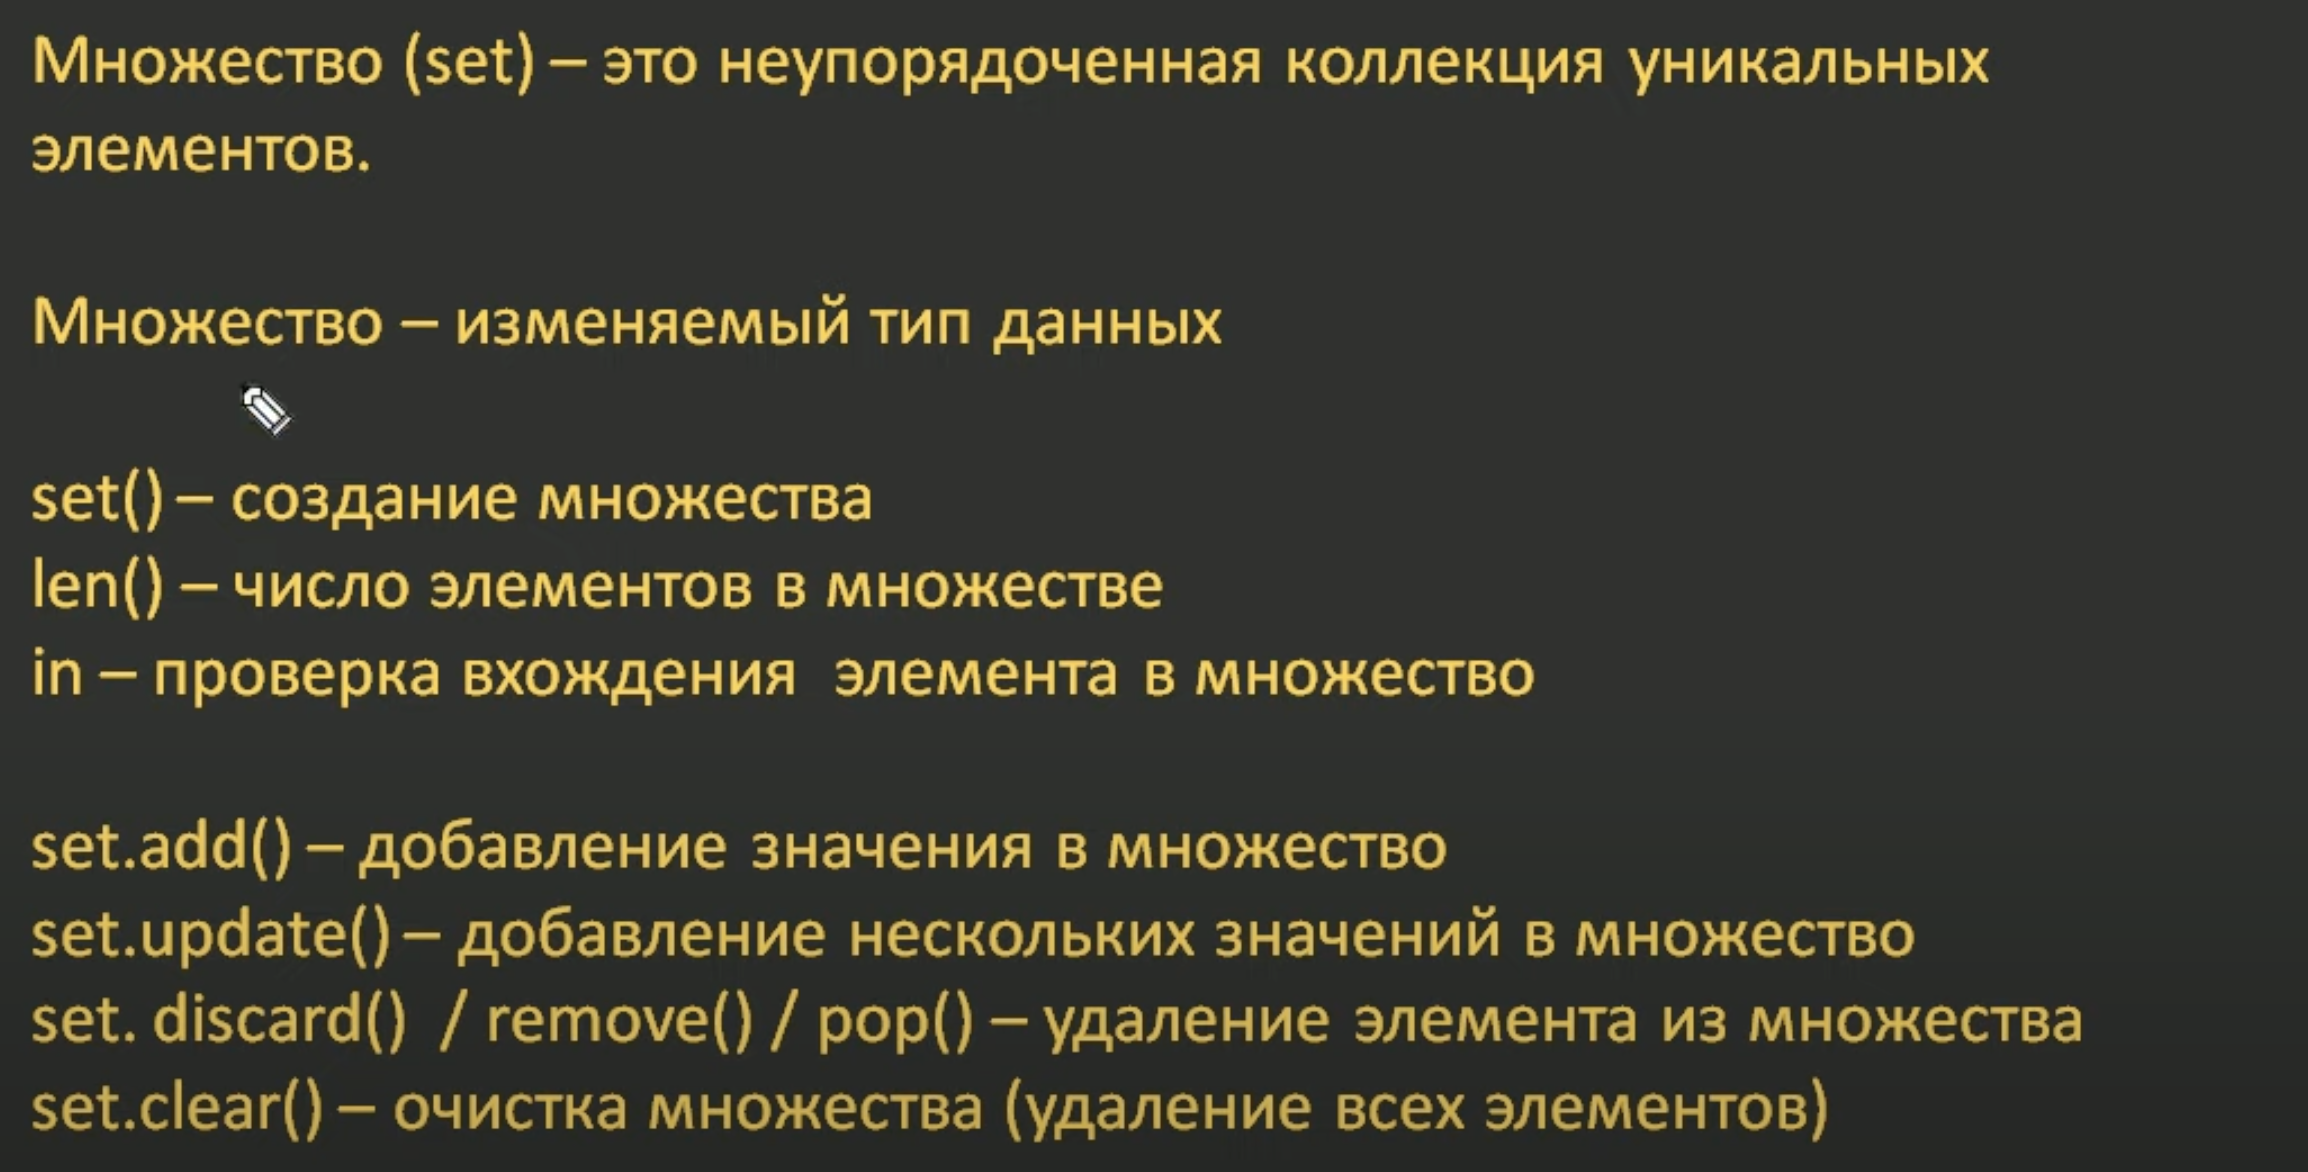 Множество (set) – это неупорядоченная коллекция уникальных
элементов.
Множество – изменяемый тип данных
set() – создание множества
len() – число элементов в множестве
in – проверка вхождения элемента в множество
set.add() – добавление значения в множество
set.update() – добавление нескольких значений в множество
set. discard() / remove() / pop() – удаление элемента из множества
set.clear() – очистка множества (удаление всех элементов)